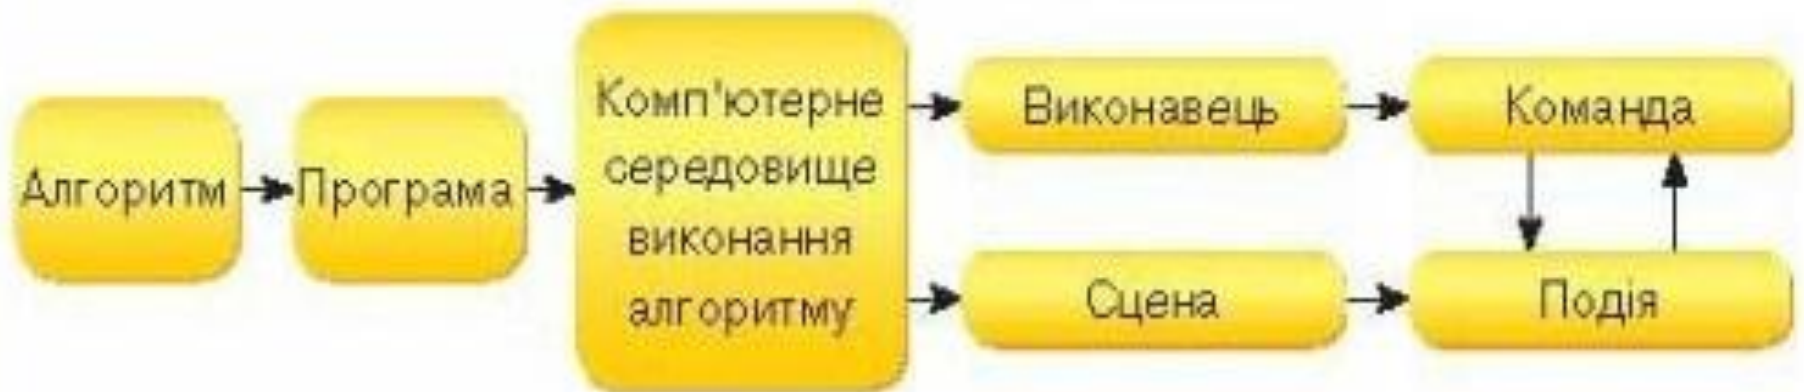 Алгоритм
Програма
Комп'ютерне
середовище
виконання
алгоритму
Виконавець
Команда
Сцена
Подія